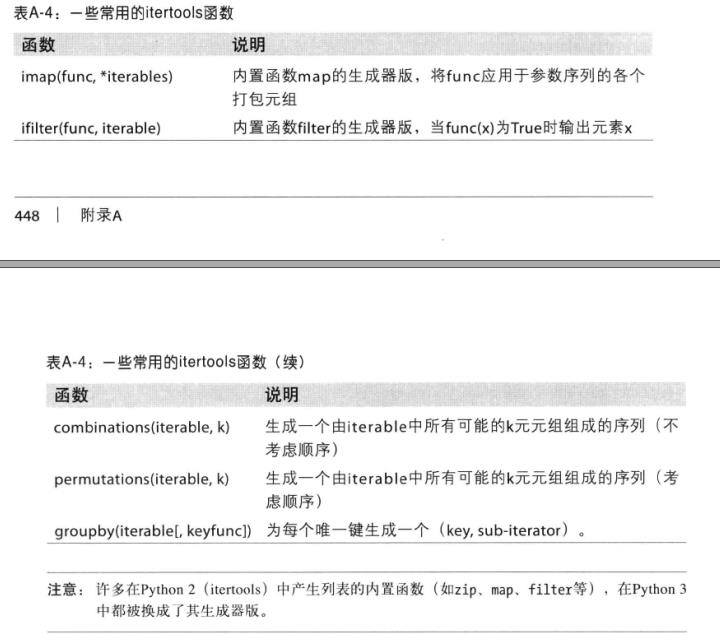 表A-4：一些常用的itertools函数
函数 说明
imap(func, *iterables) 内置函数map的生成器版，将func应用于参数序列的各个
打包元组
ifilter(func, iterable) 内置函数filter的生成器版，当func(x)为True时输出元素x
448 | 附录A
表A-4：一些常用的itertools函数（续）
函数 说明
combinations(iterable, k) 生成一个由iterable中所有可能的k元元组组成的序列（不
考虑顺序）
permutations(iterable, k) 生成一个由iterable中所有可能的k元元组组成的序列（考
虑顺序）
groupby(iterable[, keyfunc]) 为每个唯一键生成一个（key, sub-iterator）。
注意： 许多在Python 2（itertools）中产生列表的内置函数（如zip、map、filter等），在Python 3
中都被换成了其生成器版。